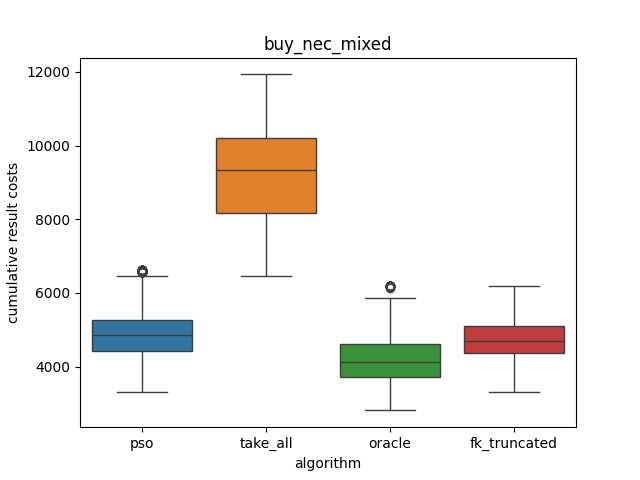 buy_nec_mixed
cumulative result costs
12000
10000
8000
6000
4000
pso take_all oracle fk_truncated
algorithm